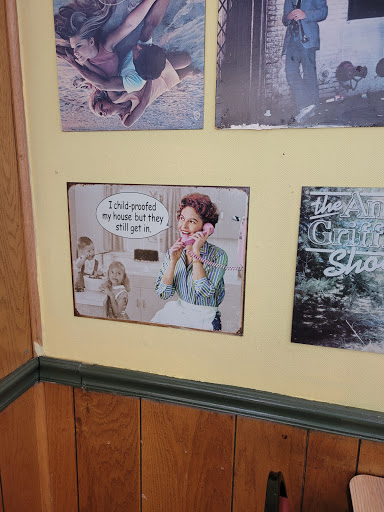 I child-proofed
my house but they
still get in.
the An
Griff
Sho